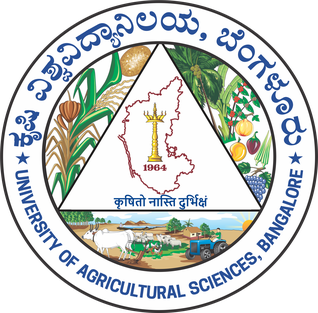 ಕೃಷಿ ವಿಶ್ವವಿದ್ಯಾನಿಲಯ, ಬೆಂಗಳೂರು
1964
कृषितो नास्ति दुर्भिक्षं
★ UNIVERSITY OF AGRICULTURAL SCIENCES, BANGALORE ★